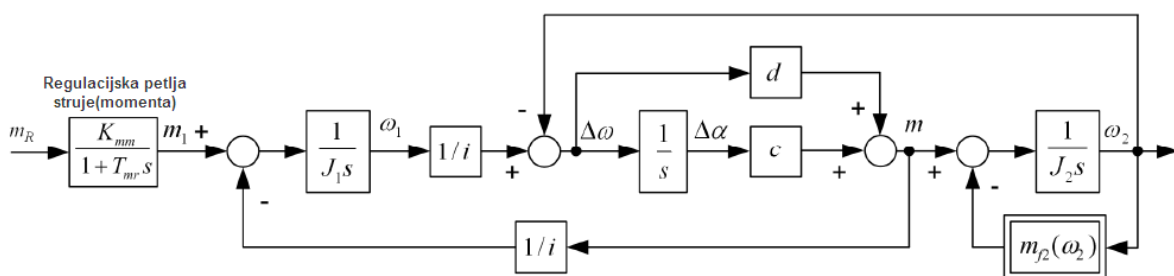 Regulacijska petlja
struje(momenta)
m_R
K_mm
1 + T_mr s
m_1
+
-
1
J_1 s
ω_1
1/i
+
-
Δω
1
s
Δα
d
c
+
+
m
+
-
1
J_2 s
ω_2
1/i
m_f2(ω_2)